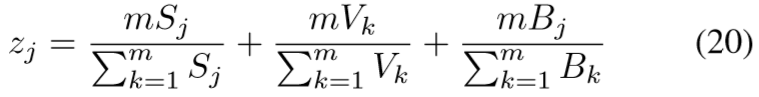 z_j = \frac{mS_j}{\sum_{k=1}^{m} S_j} + \frac{mV_k}{\sum_{k=1}^{m} V_k} + \frac{mB_j}{\sum_{k=1}^{m} B_k} (20)